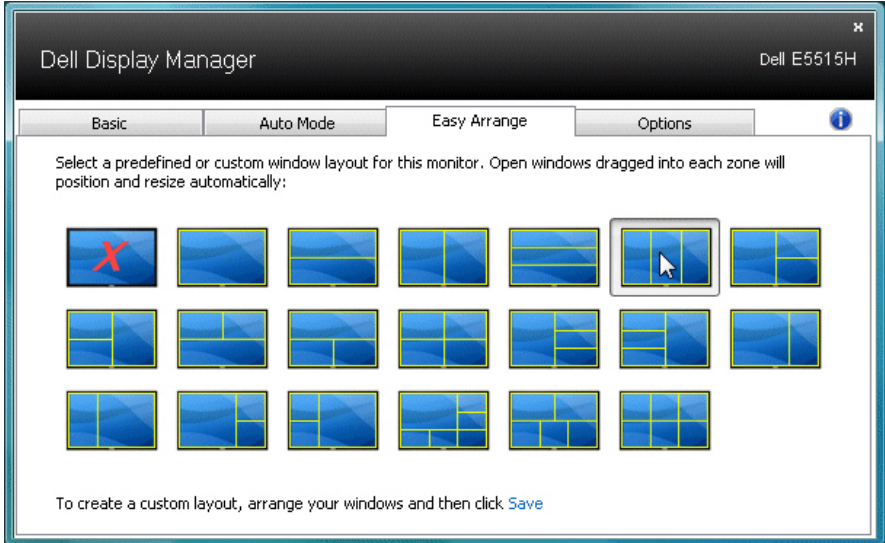 x
Dell Display Manager
Dell E5515H
Basic
Auto Mode
Easy Arrange
Options
i
Select a predefined or custom window layout for this monitor. Open windows dragged into each zone will
position and resize automatically:
X
To create a custom layout, arrange your windows and then click Save